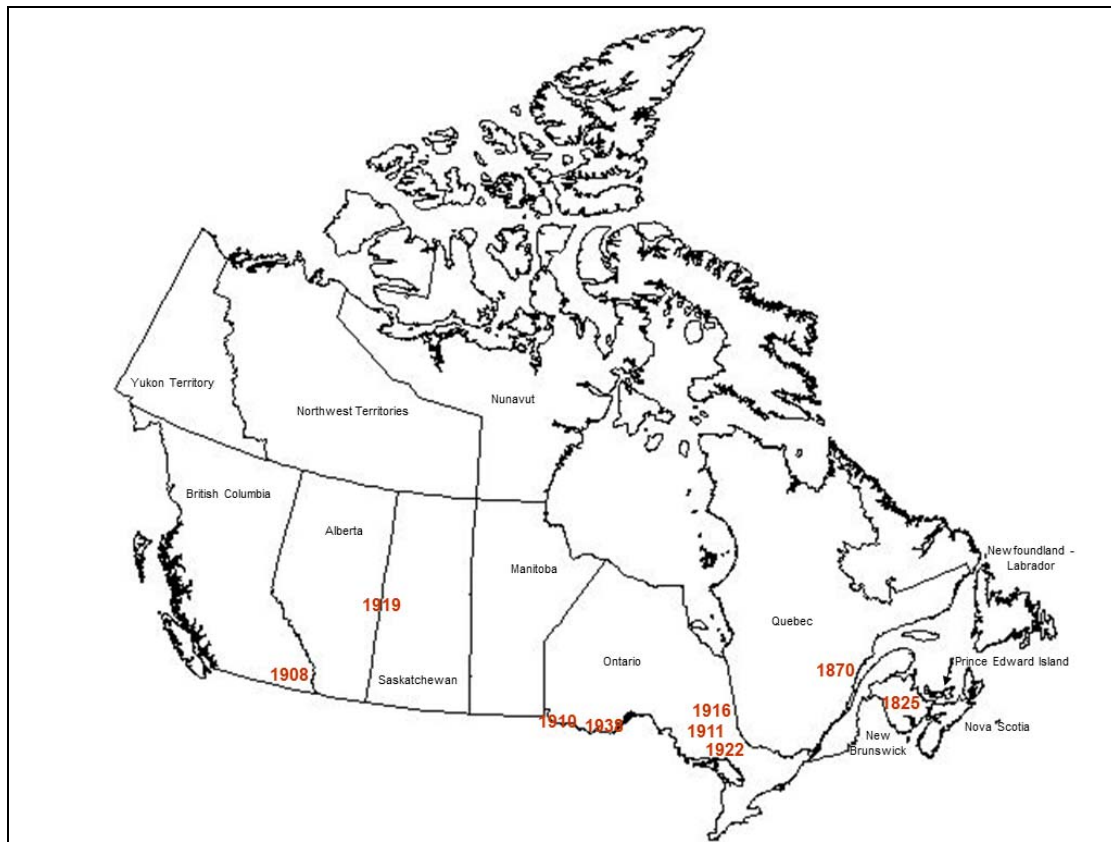 Yukon Territory
Northwest Territories
Nunavut
British Columbia
Alberta
Manitoba
Newfoundland -
Labrador
1919
Quebec
Ontario
Prince Edward Island
1908
Saskatchewan
1870
1825
1916
1910
1938
1911
Nova Scotia
New
Brunswick
1922